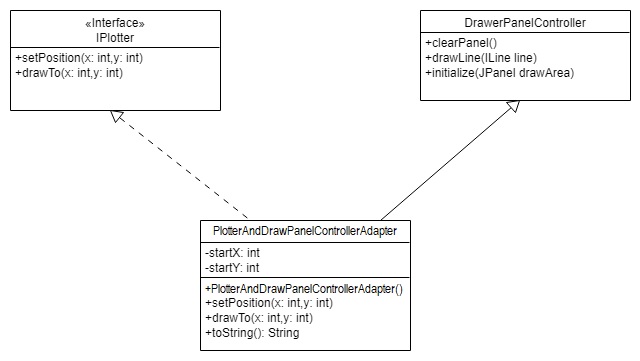 «Interface»
IPlotter
+setPosition(x: int,y: int)
+drawTo(x: int,y: int)
DrawerPanelController
+clearPanel()
+drawLine(ILine line)
+initialize(JPanel drawArea)
PlotterAndDrawPanelControllerAdapter
-startX: int
-startY: int
+PlotterAndDrawPanelControllerAdapter()
+setPosition(x: int,y: int)
+drawTo(x: int,y: int)
+toString(): String